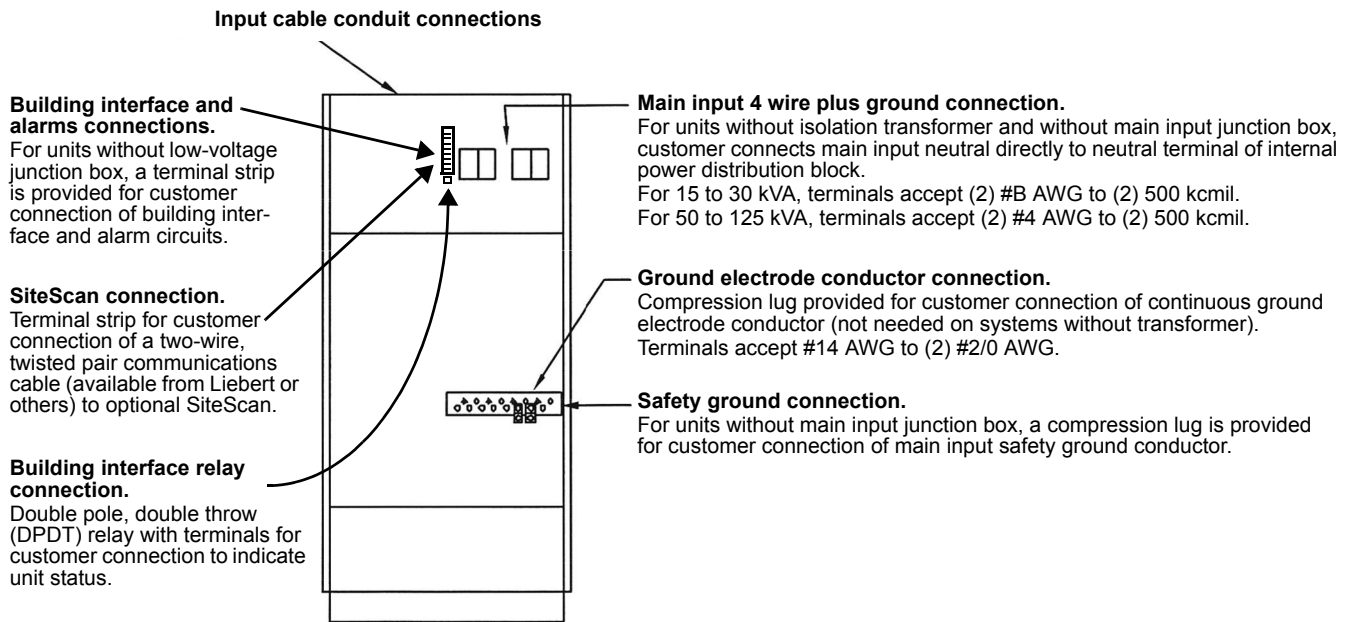 Input cable conduit connections
Building interface and
alarms connections.
For units without low-voltage
junction box, a terminal strip
is provided for customer
connection of building inter-
face and alarm circuits.
SiteScan connection.
Terminal strip for customer
connection of a two-wire,
twisted pair communications
cable (available from Liebert or
others) to optional SiteScan.
Building interface relay
connection.
Double pole, double throw
(DPDT) relay with terminals for
customer connection to indicate
unit status.
Main input 4 wire plus ground connection.
For units without isolation transformer and without main input junction box,
customer connects main input neutral directly to neutral terminal of internal
power distribution block.
For 15 to 30 kVA, terminals accept (2) #B AWG to (2) 500 kcmil.
For 50 to 125 kVA, terminals accept (2) #4 AWG to (2) 500 kcmil.
Ground electrode conductor connection.
Compression lug provided for customer connection of continuous ground
electrode conductor (not needed on systems without transformer).
Terminals accept #14 AWG to (2) #2/0 AWG.
Safety ground connection.
For units without main input junction box, a compression lug is provided
for customer connection of main input safety ground conductor.